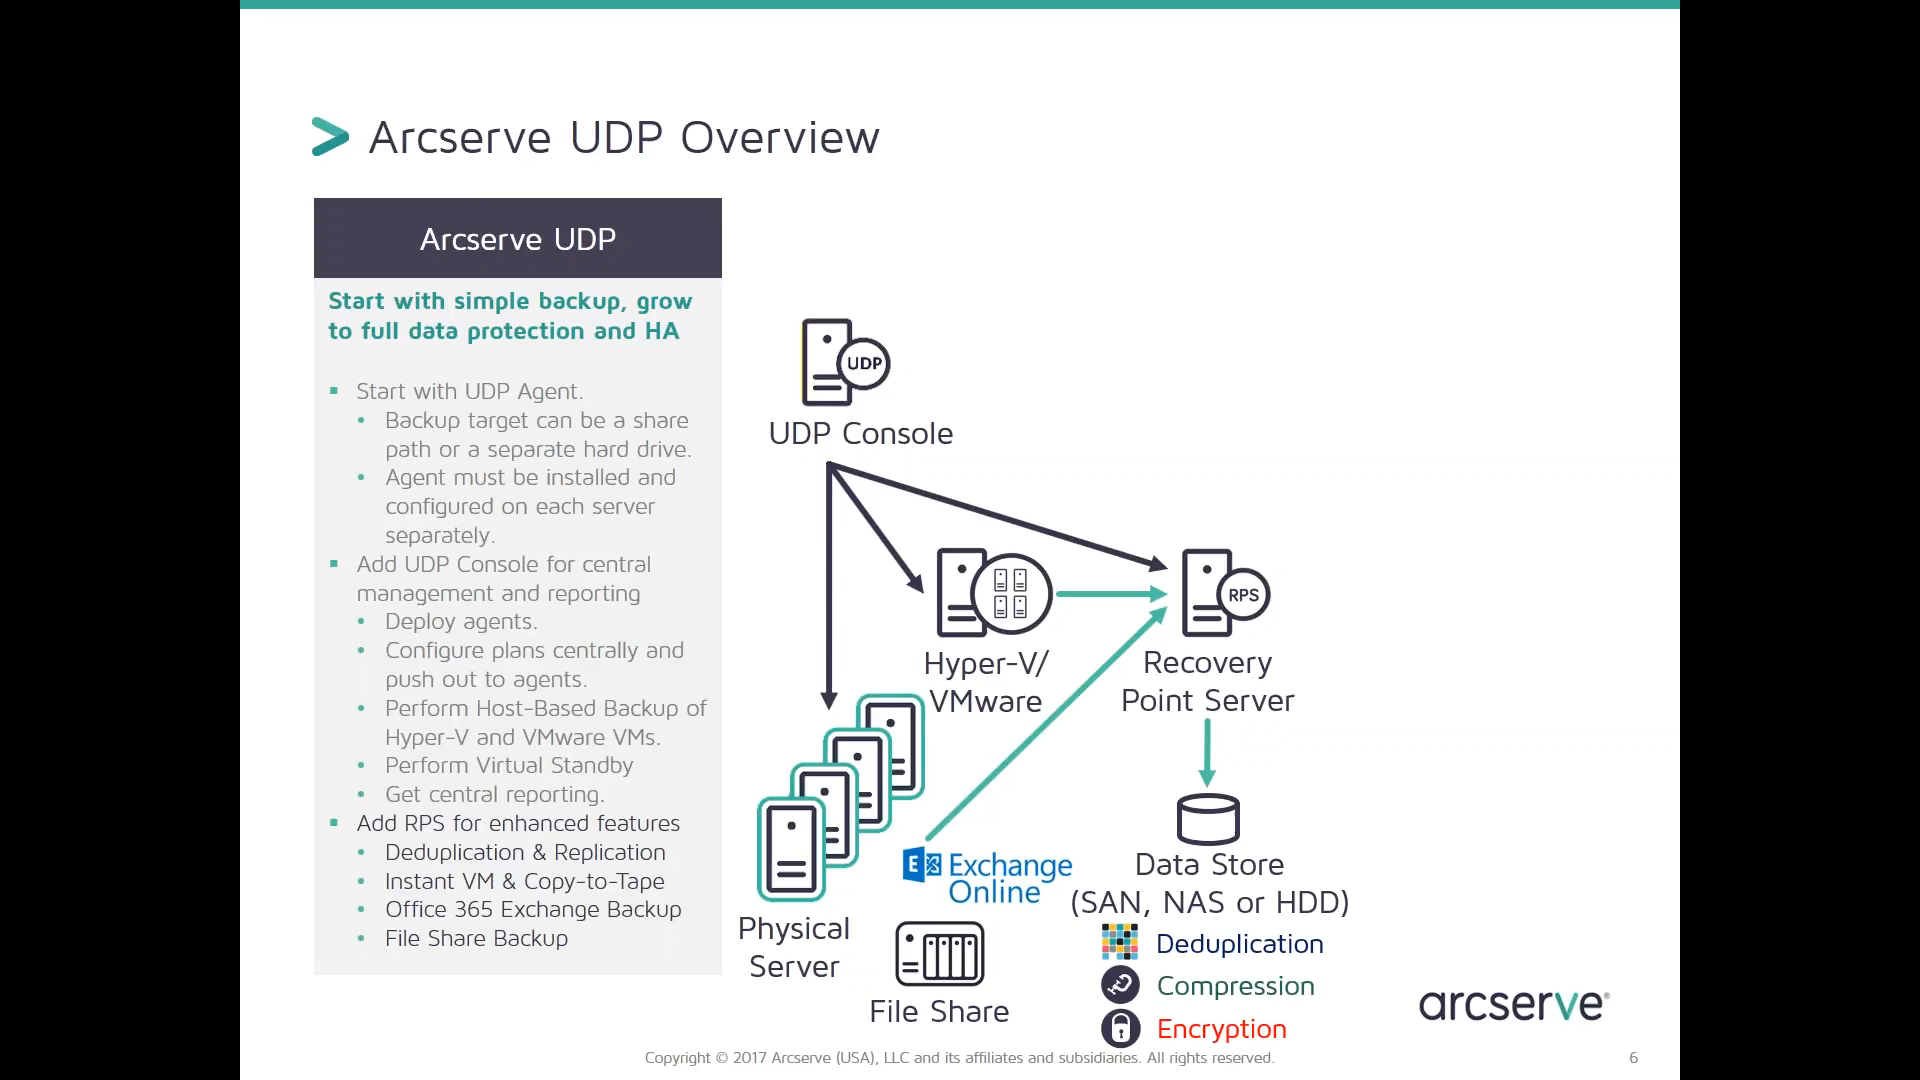 Arcserve UDP Overview
Arcserve UDP
Start with simple backup, grow
to full data protection and HA
▪ Start with UDP Agent.
• Backup target can be a share
path or a separate hard drive.
• Agent must be installed and
configured on each server
separately.
▪ Add UDP Console for central
management and reporting
• Deploy agents.
• Configure plans centrally and
push out to agents.
• Perform Host-Based Backup of
Hyper-V and VMware VMs.
• Perform Virtual Standby
• Get central reporting.
▪ Add RPS for enhanced features
• Deduplication & Replication
• Instant VM & Copy-to-Tape
• Office 365 Exchange Backup
• File Share Backup
UDP
UDP Console
Hyper-V/
VMware
RPS
Recovery
Point Server
Physical
Server
E
Exchange
Online
File Share
Data Store
(SAN, NAS or HDD)
Deduplication
Compression
Encryption
arcserve®
Copyright © 2017 Arcserve (USA), LLC and its affiliates and subsidiaries. All rights reserved.
6